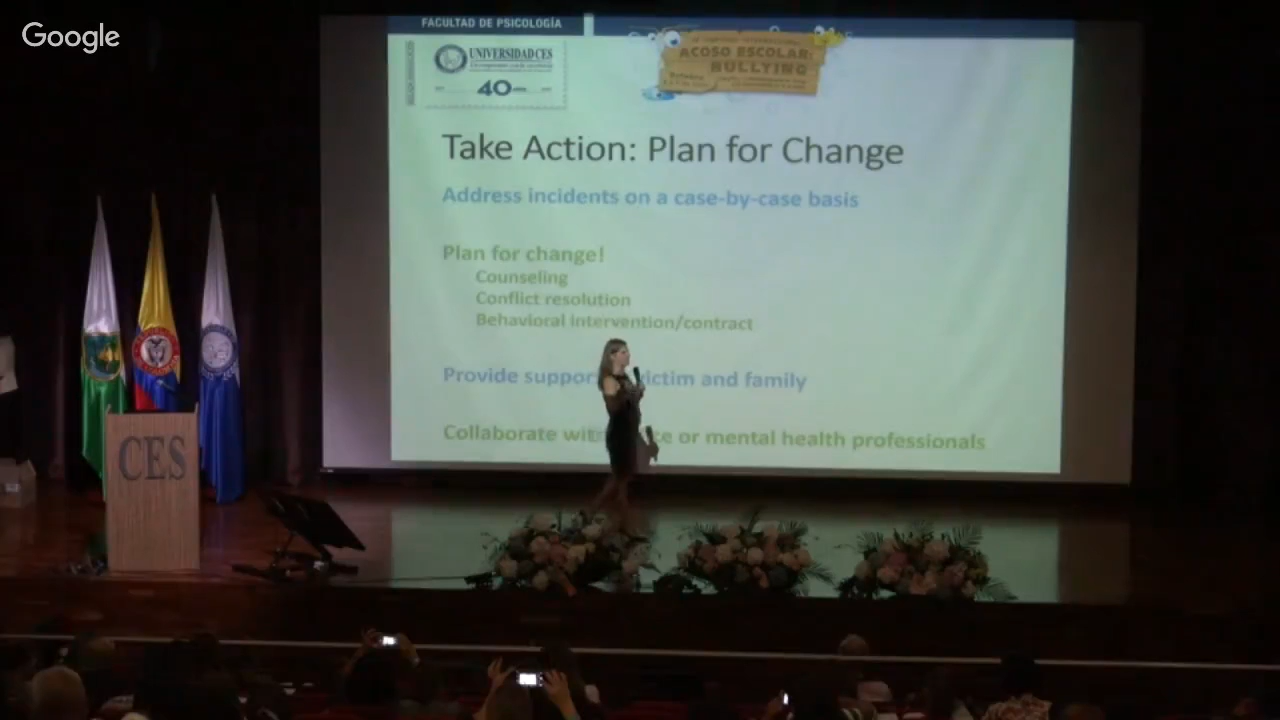 Google
FACULTAD DE PSICOLOGÍA
UNIVERSIDAD CES
40
ACOSO ESCOLAR:
BULLYING
Take Action: Plan for Change
Address incidents on a case-by-case basis
Plan for change!
Counseling
Conflict resolution
Behavioral intervention/contract
Provide victim and family
Collaborate or mental health professionals
CES